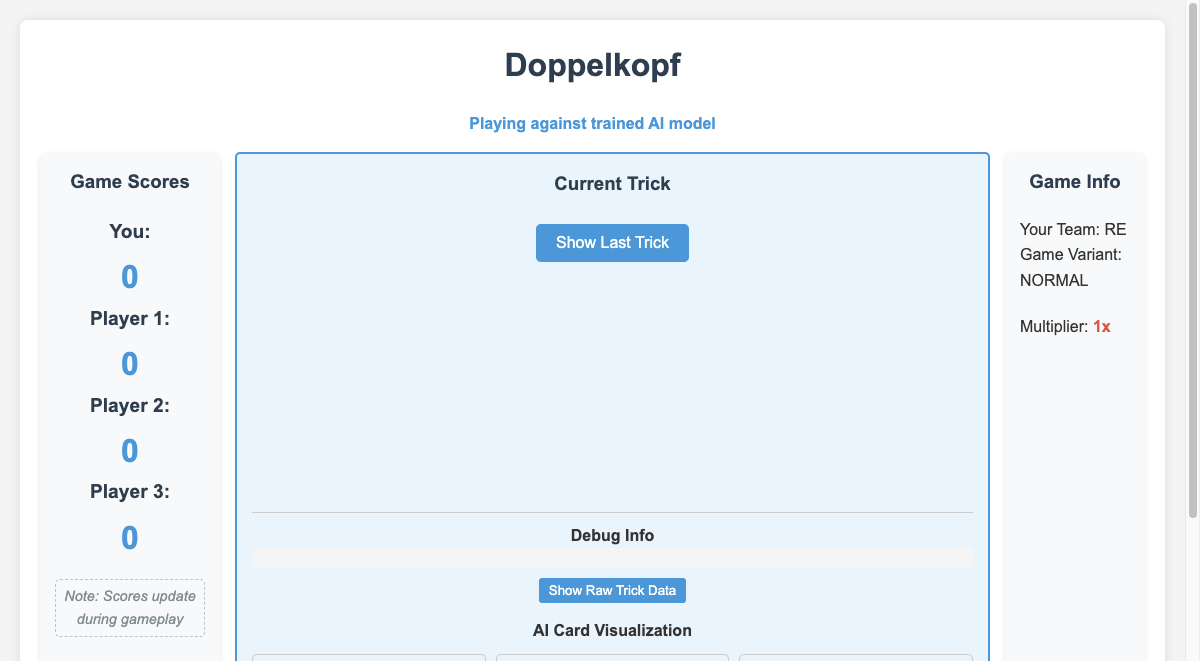 Doppelkopf
Playing against trained AI model
Game Scores
You:
0
Player 1:
0
Player 2:
0
Player 3:
0
Note: Scores update
during gameplay
Current Trick
Show Last Trick
Debug Info
Show Raw Trick Data
AI Card Visualization
Game Info
Your Team: RE
Game Variant:
NORMAL
Multiplier: 1x